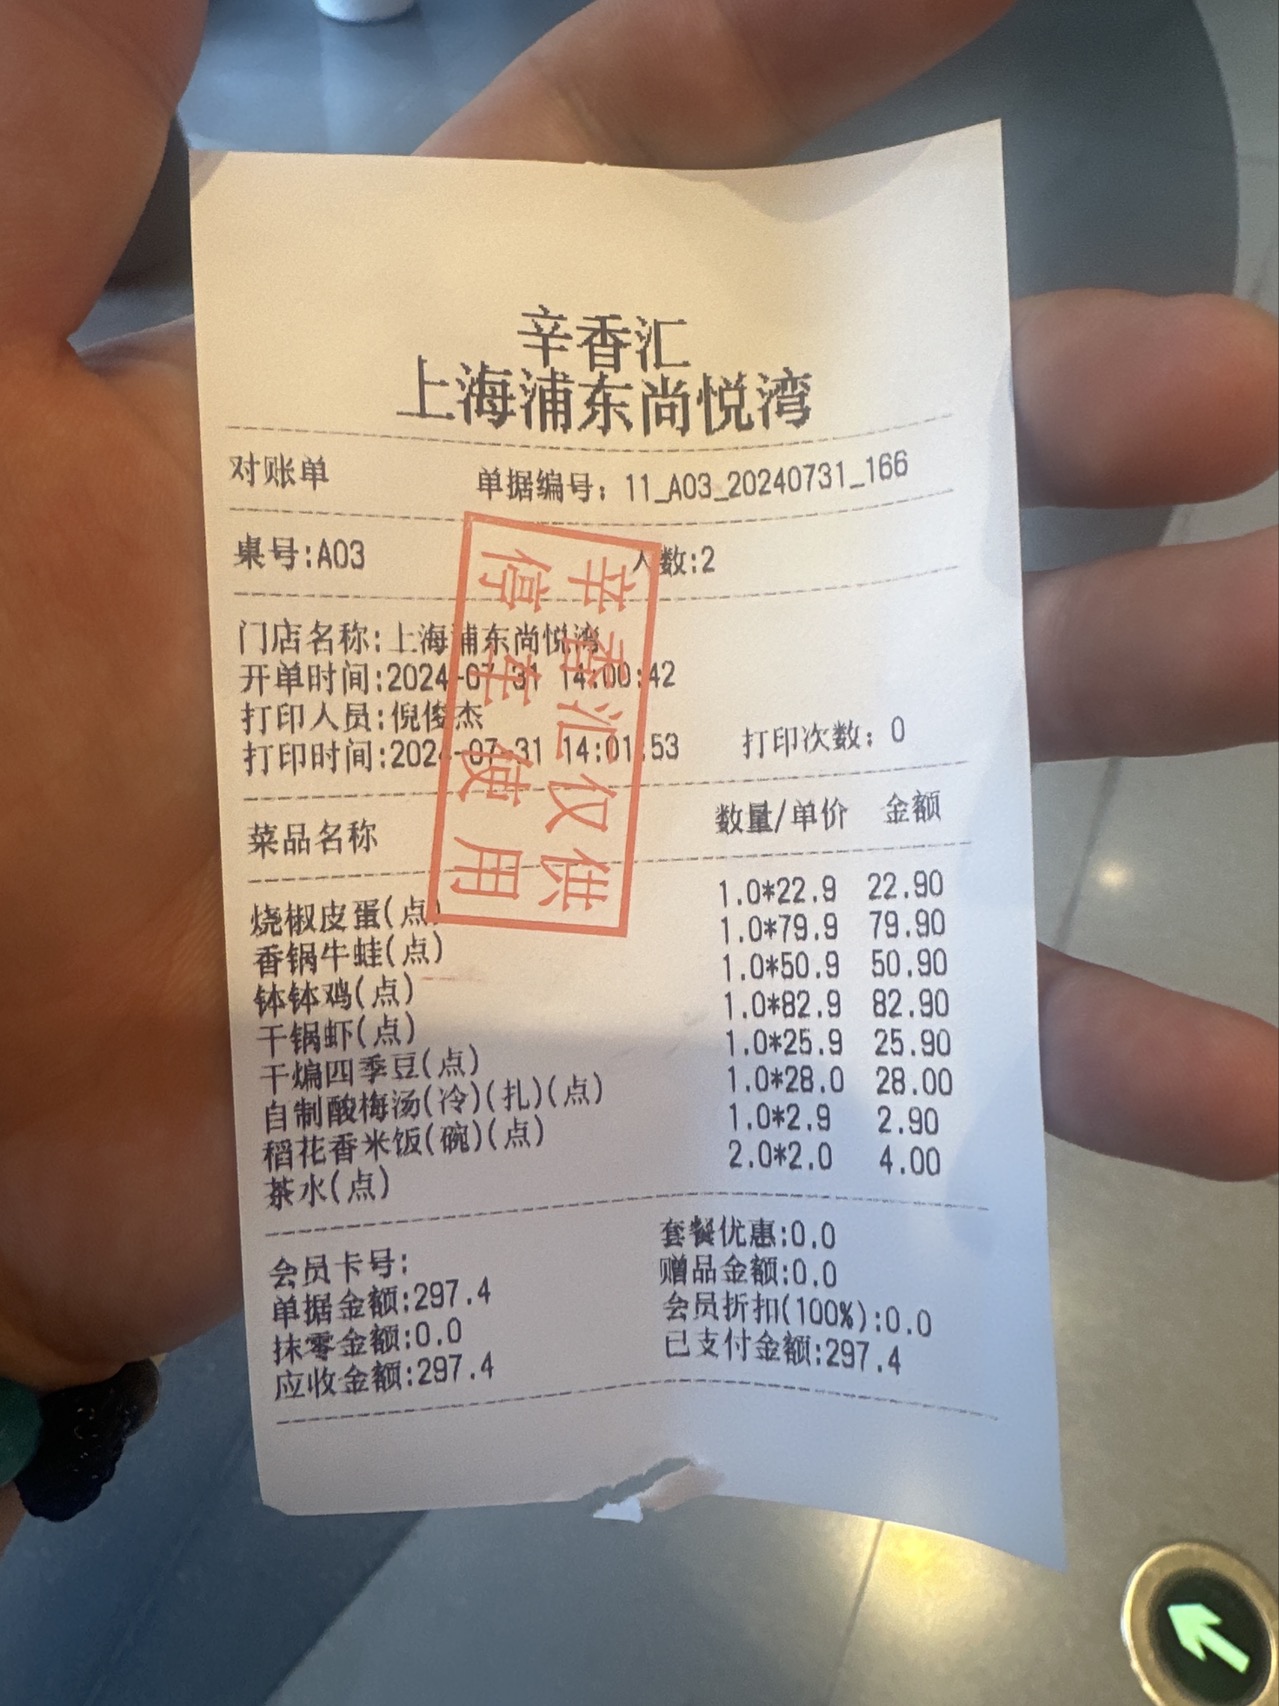 辛香汇
上海浦东尚悦湾
对账单 单据编号：11_A03_20240731_166
桌号:A03 人数:2
门店名称:上海浦东尚悦湾
开单时间:2024-07-31 14:00:42
打印人员:倪俊杰
打印时间:2024-07-31 14:01:53 打印次数：0
菜品名称 数量/单价 金额
烧椒皮蛋(点) 1.0*22.9 22.90
香锅牛蛙(点) 1.0*79.9 79.90
钵钵鸡(点) 1.0*50.9 50.90
干锅虾(点) 1.0*82.9 82.90
干煸四季豆(点) 1.0*25.9 25.90
自制酸梅汤(冷)(扎)(点) 1.0*28.0 28.00
稻花香米饭(碗)(点) 1.0*2.9 2.90
茶水(点) 2.0*2.0 4.00
会员卡号: 套餐优惠:0.0
单据金额:297.4 赠品金额:0.0
抹零金额:0.0 会员折扣(100%):0.0
应收金额:297.4 已支付金额:297.4
辛香汇仅供
停车使用